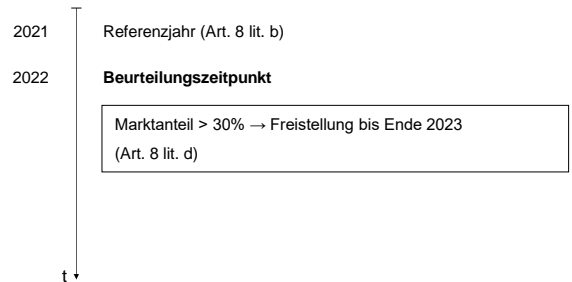 2021 Referenzjahr (Art. 8 lit. b)
2022 Beurteilungszeitpunkt
Marktanteil > 30% → Freistellung bis Ende 2023
(Art. 8 lit. d)
t